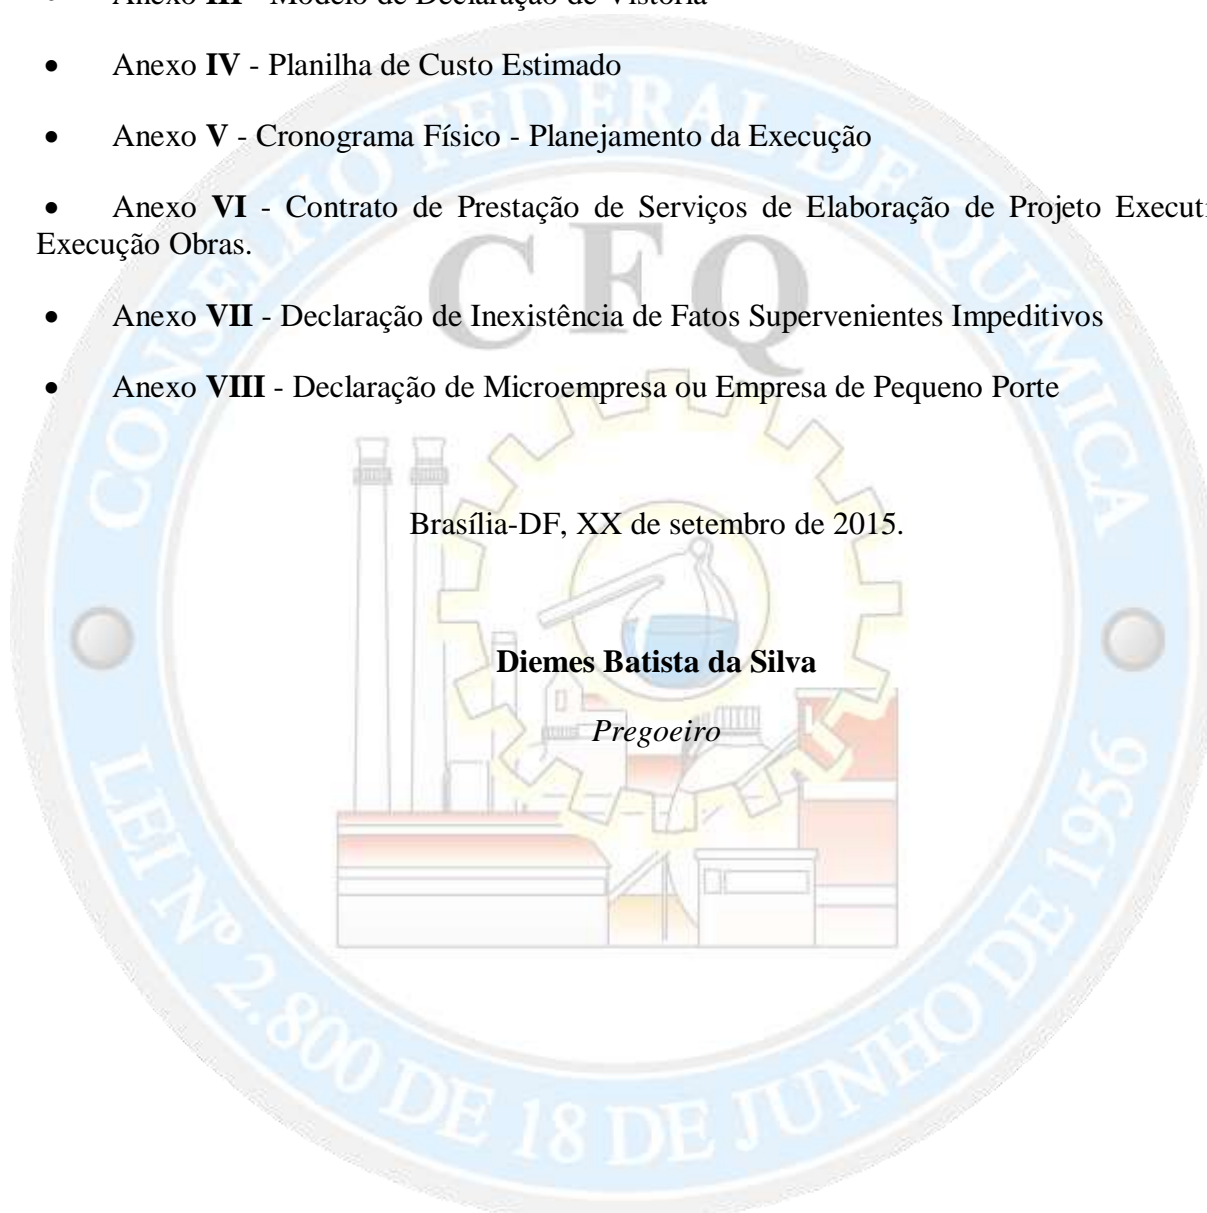 • Anexo III - Modelo de Declaração de Vistoria
• Anexo IV - Planilha de Custo Estimado
• Anexo V - Cronograma Físico - Planejamento da Execução
• Anexo VI - Contrato de Prestação de Serviços de Elaboração de Projeto Executi
Execução Obras.
• Anexo VII - Declaração de Inexistência de Fatos Supervenientes Impeditivos
• Anexo VIII - Declaração de Microempresa ou Empresa de Pequeno Porte
Brasília-DF, XX de setembro de 2015.
Diemes Batista da Silva
Pregoeiro
CONSELHO FEDERAL DE QUÍMICA
CFQ
LEI Nº 2.800 DE 18 DE JUNHO DE 1956